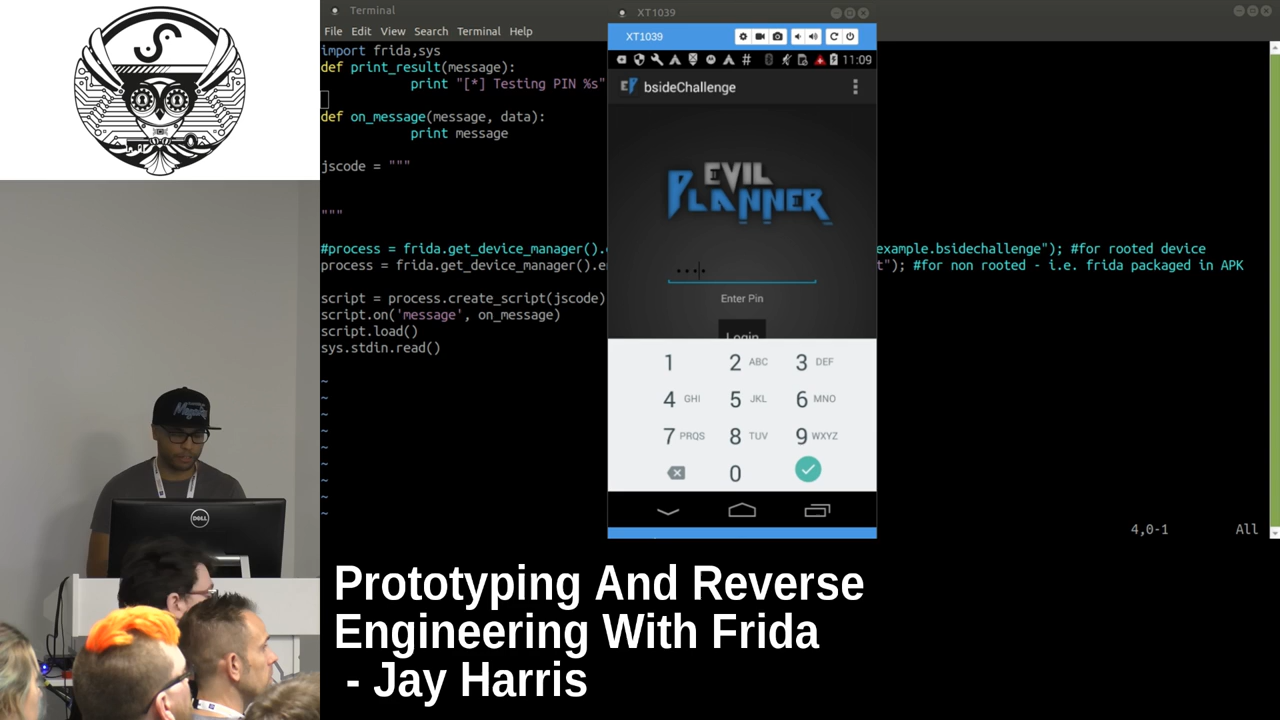 Terminal
File Edit View Search Terminal Help
import frida,sys
def print_result(message):
print "[*] Testing PIN %s"
def on_message(message, data):
print message
jscode = """
"""
#process = frida.get_device_manager().
example.bsidechallenge"); #for rooted device
process = frida.get_device_manager().e
t"); #for non rooted - i.e. frida packaged in APK
script = process.create_script(jscode)
script.on('message', on_message)
script.load()
sys.stdin.read()
~
~
~
~
~
~
~
~
~
4,0-1 All
XT1039
XT1039
11:09
EP bsideChallenge
EVIL
PLANNER
Enter Pin
Login
1 2 ABC 3 DEF
4 GHI 5 JKL 6 MNO
7 PRQS 8 TUV 9 WXYZ
0
DELL
Prototyping And Reverse
Engineering With Frida
- Jay Harris